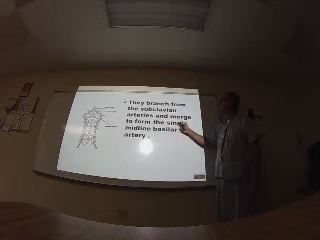 • They branch from
the subclavian
arteries and merge
to form the single
midline basilar
artery.